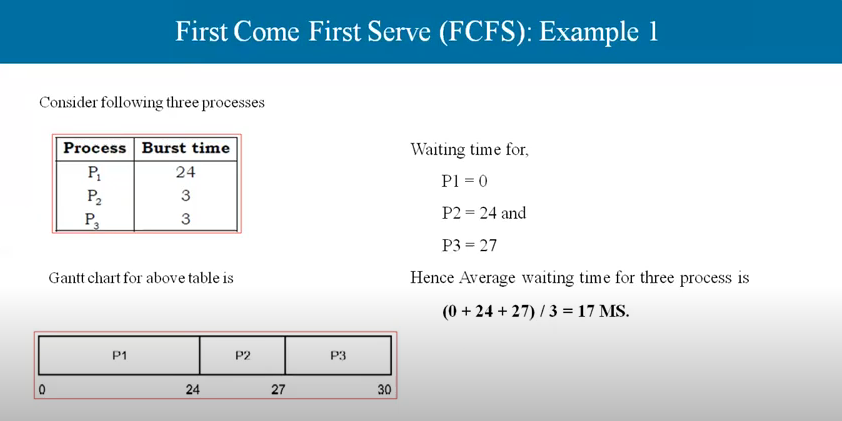 First Come First Serve (FCFS): Example 1
Consider following three processes
Process Burst time
P1 24
P2 3
P3 3
Gantt chart for above table is
P1 P2 P3
0 24 27 30
Waiting time for,
P1 = 0
P2 = 24 and
P3 = 27
Hence Average waiting time for three process is
(0 + 24 + 27) / 3 = 17 MS.